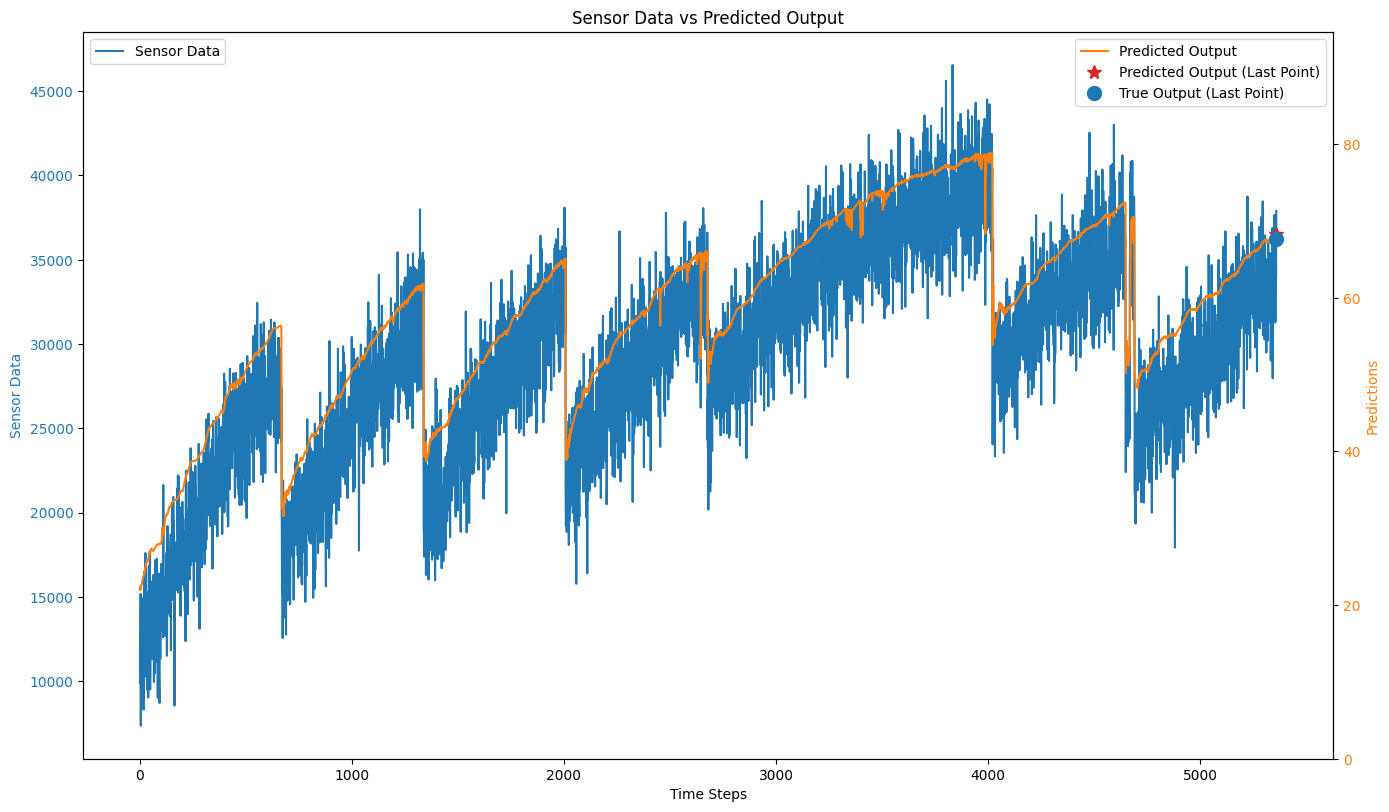 Sensor Data vs Predicted Output
Sensor Data
Predicted Output
Predicted Output (Last Point)
True Output (Last Point)
Sensor Data
45000
40000
35000
30000
25000
20000
15000
10000
80
60
40
20
0
Predictions
0 1000 2000 3000 4000 5000
Time Steps